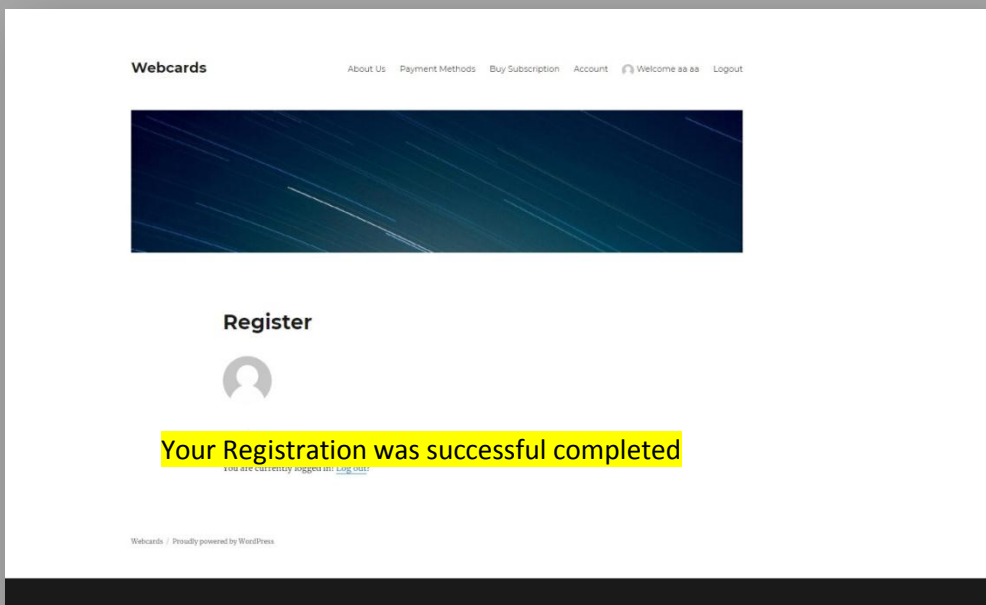 Webcards
About Us Payment Methods Buy Subscription Account Welcome aa aa Logout
Register
Your Registration was successful completed
You are currently logged in! Log out?
Webcards / Proudly powered by WordPress